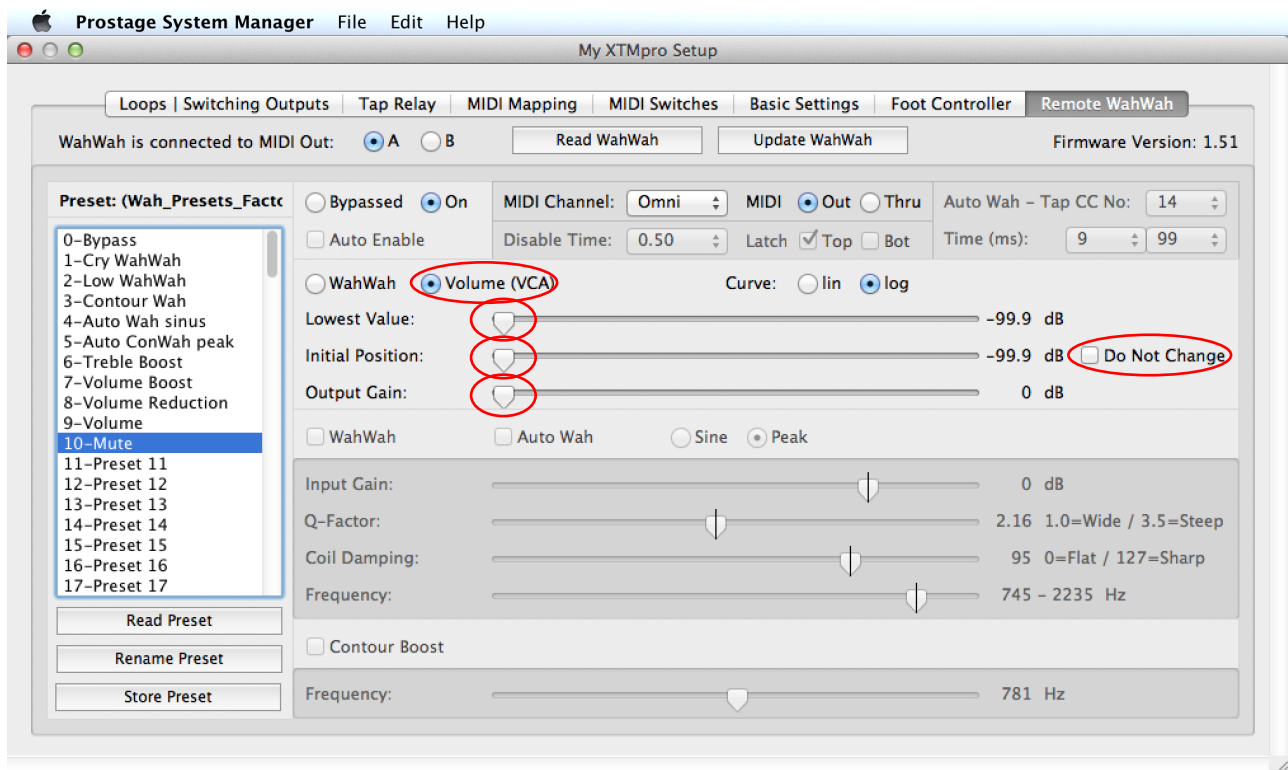 Prostage System Manager File Edit Help
My XTMpro Setup
Loops | Switching Outputs Tap Relay MIDI Mapping MIDI Switches Basic Settings Foot Controller Remote WahWah
WahWah is connected to MIDI Out: A B Read WahWah Update WahWah Firmware Version: 1.51
Preset: (Wah_Presets_Factc
0-Bypass
1-Cry WahWah
2-Low WahWah
3-Contour Wah
4-Auto Wah sinus
5-Auto ConWah peak
6-Treble Boost
7-Volume Boost
8-Volume Reduction
9-Volume
10-Mute
11-Preset 11
12-Preset 12
13-Preset 13
14-Preset 14
15-Preset 15
16-Preset 16
17-Preset 17
Read Preset
Rename Preset
Store Preset
Bypassed On MIDI Channel: Omni MIDI Out Thru Auto Wah - Tap CC No: 14
Auto Enable Disable Time: 0.50 Latch Top Bot Time (ms): 9 99
WahWah Volume (VCA) Curve: lin log
Lowest Value: -99.9 dB
Initial Position: -99.9 dB Do Not Change
Output Gain: 0 dB
WahWah Auto Wah Sine Peak
Input Gain: 0 dB
Q-Factor: 2.16 1.0=Wide / 3.5=Steep
Coil Damping: 95 0=Flat / 127=Sharp
Frequency: 745 - 2235 Hz
Contour Boost
Frequency: 781 Hz